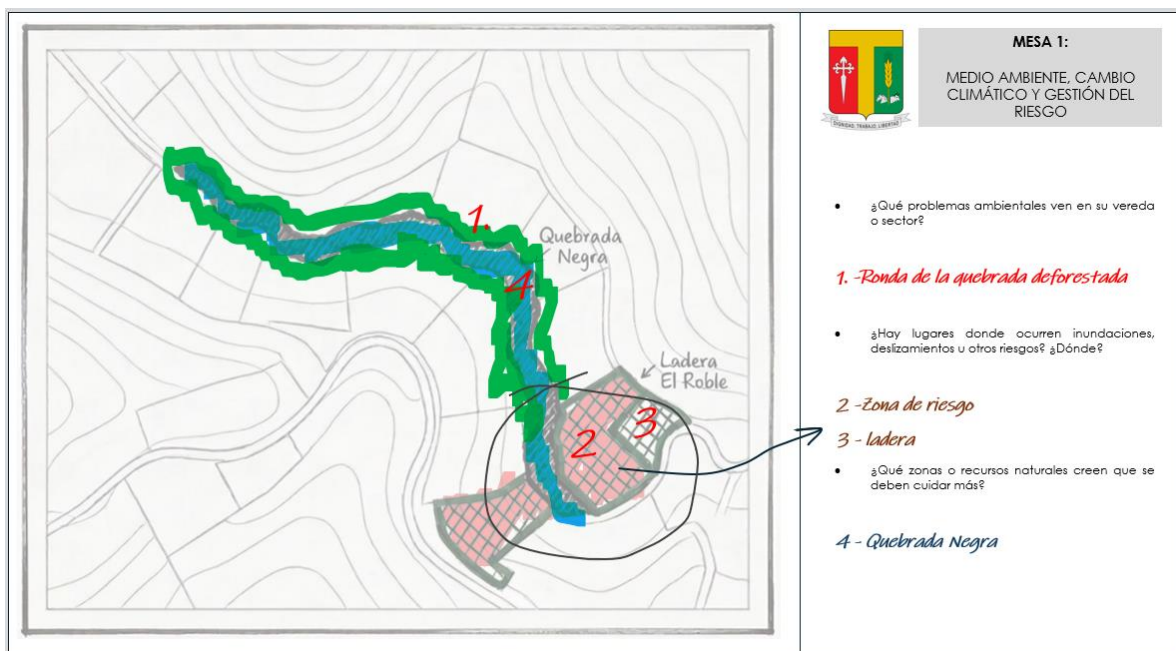 1.
Quebrada
Negra
4
Ladera
El Roble
2
3
DIGNIDAD, TRABAJO, LIBERTAD
MESA 1:
MEDIO AMBIENTE, CAMBIO
CLIMÁTICO Y GESTIÓN DEL
RIESGO
• ¿Qué problemas ambientales ven en su vereda
o sector?
1. -Ronda de la quebrada deforestada
• ¿Hay lugares donde ocurren inundaciones,
deslizamientos u otros riesgos? ¿Dónde?
2 -Zona de riesgo
3 - ladera
• ¿Qué zonas o recursos naturales creen que se
deben cuidar más?
4 - Quebrada Negra